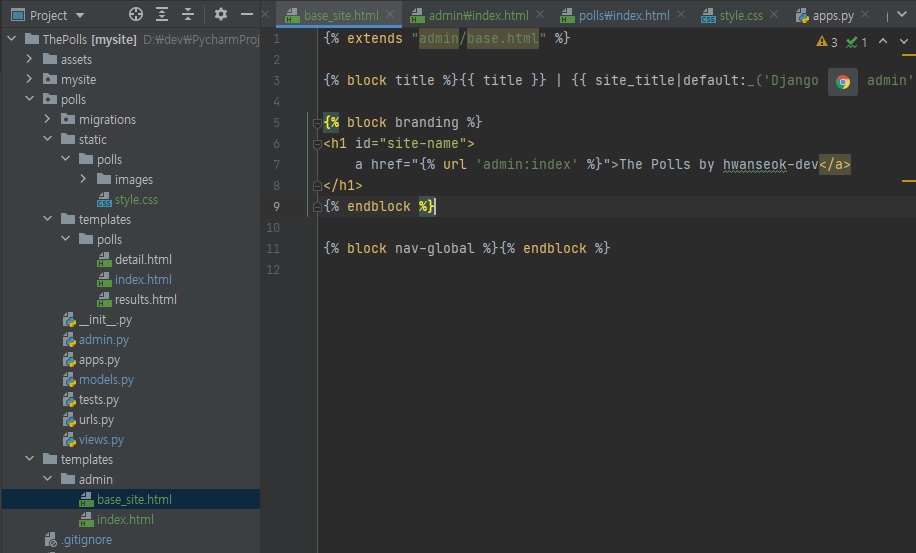 Project
ThePolls [mysite] D:₩dev₩PycharmProj
assets
mysite
polls
migrations
static
polls
images
style.css
templates
polls
detail.html
index.html
results.html
__init__.py
admin.py
apps.py
models.py
tests.py
urls.py
views.py
templates
admin
base_site.html
index.html
.gitignore
base_site.html admin₩index.html polls₩index.html style.css apps.py
3 1
1 {% extends "admin/base.html" %}
2
3 {% block title %}{{ title }} | {{ site_title|default:_('Django admin'
4
5 {% block branding %}
6 <h1 id="site-name">
7 a href="{% url 'admin:index' %}">The Polls by hwanseok-dev</a>
8 </h1>
9 {% endblock %}
10
11 {% block nav-global %}{% endblock %}
12